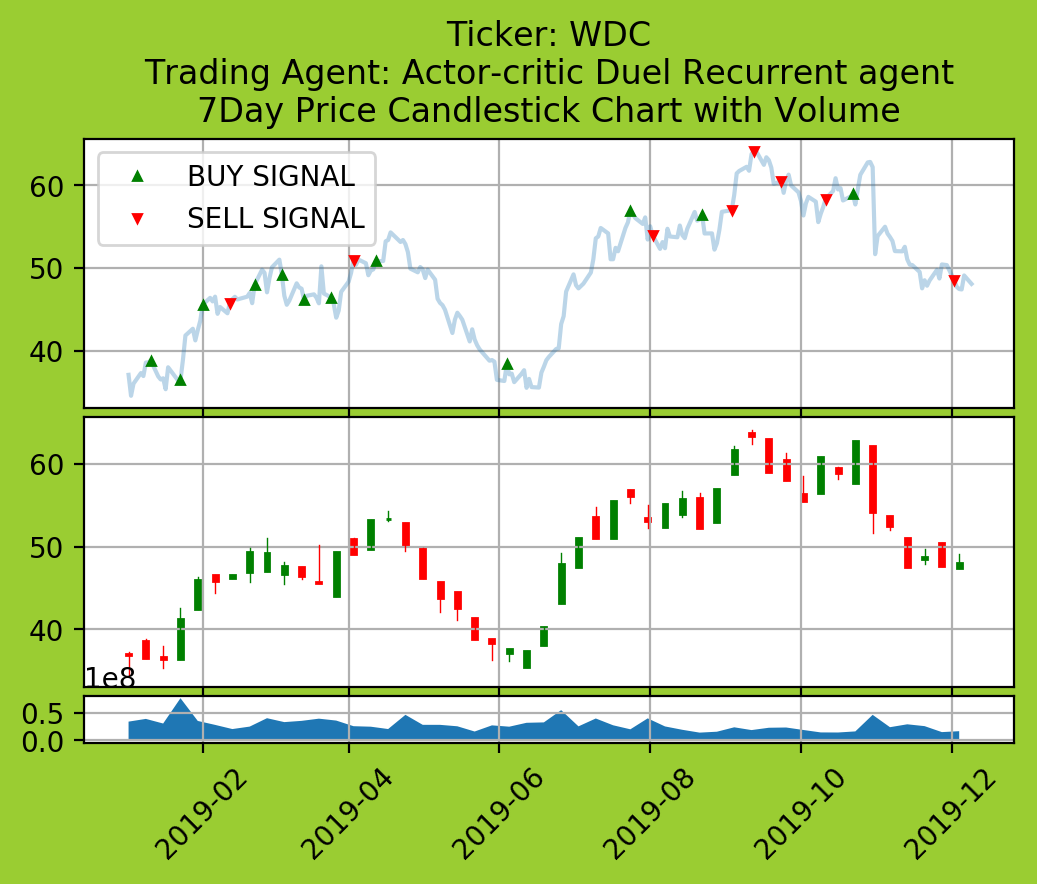 Ticker: WDC
Trading Agent: Actor-critic Duel Recurrent agent
7Day Price Candlestick Chart with Volume
BUY SIGNAL
SELL SIGNAL
60
50
40
60
50
40
1e8
0.5
0.0
2019-02 2019-04 2019-06 2019-08 2019-10 2019-12